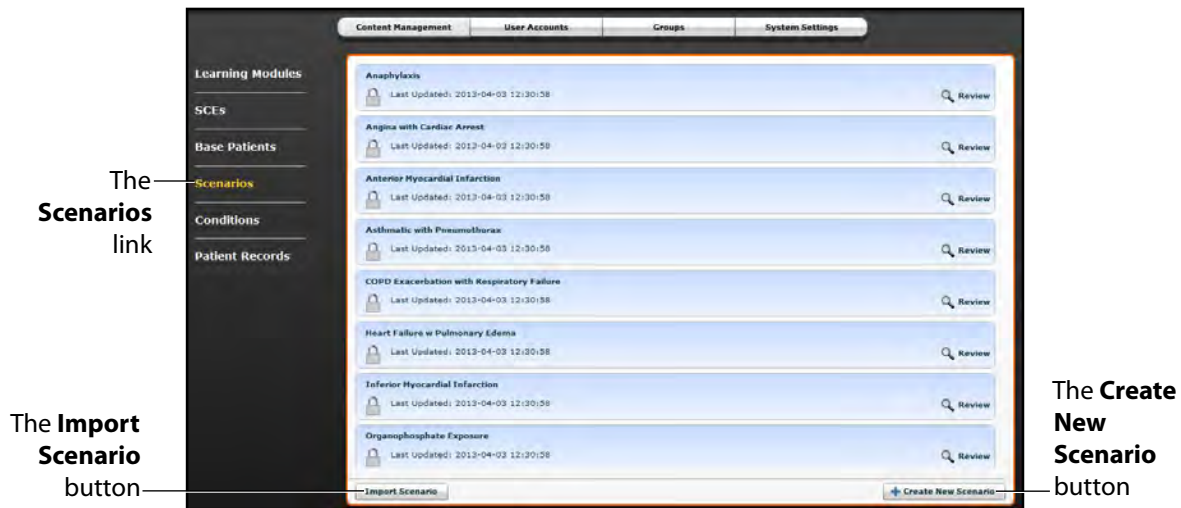 Content Management User Accounts Groups System Settings
Learning Modules
SCEs
Base Patients
Scenarios
Conditions
Patient Records
Anaphylaxis
Last Updated: 2013-04-03 12:30:58
Review
Angina with Cardiac Arrest
Last Updated: 2013-04-03 12:30:58
Review
Anterior Myocardial Infarction
Last Updated: 2013-04-03 12:30:58
Review
Asthmatic with Pneumothorax
Last Updated: 2013-04-03 12:30:58
Review
COPD Exacerbation with Respiratory Failure
Last Updated: 2013-04-03 12:30:58
Review
Heart Failure w Pulmonary Edema
Last Updated: 2013-04-03 12:30:58
Review
Inferior Myocardial Infarction
Last Updated: 2013-04-03 12:30:58
Review
Organophosphate Exposure
Last Updated: 2013-04-03 12:30:58
Review
Import Scenario
Create New Scenario
The
Scenarios
link
The Import
Scenario
button
The Create
New
Scenario
button